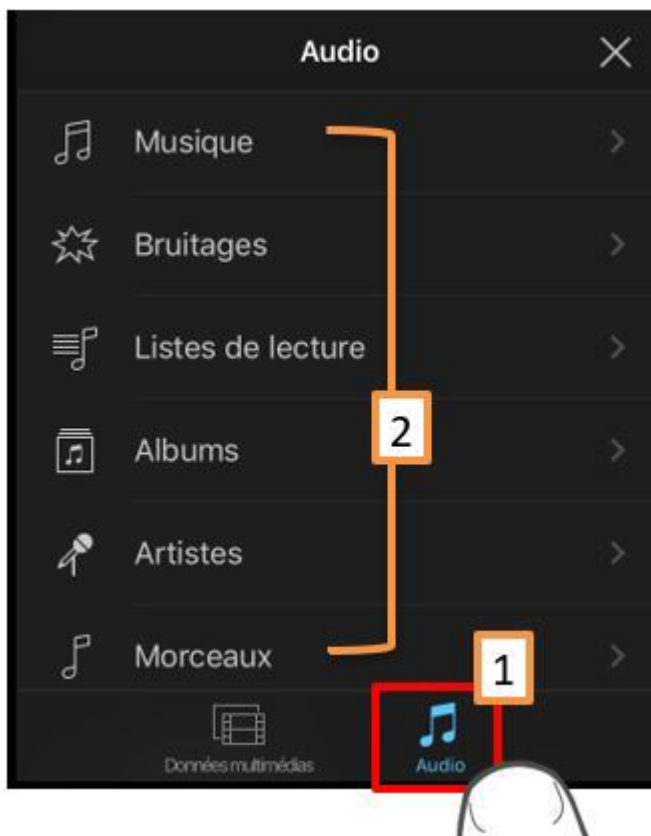 Audio
Musique
Bruitages
Listes de lecture
2
Albums
Artistes
Morceaux
1
Données multimédias
Audio